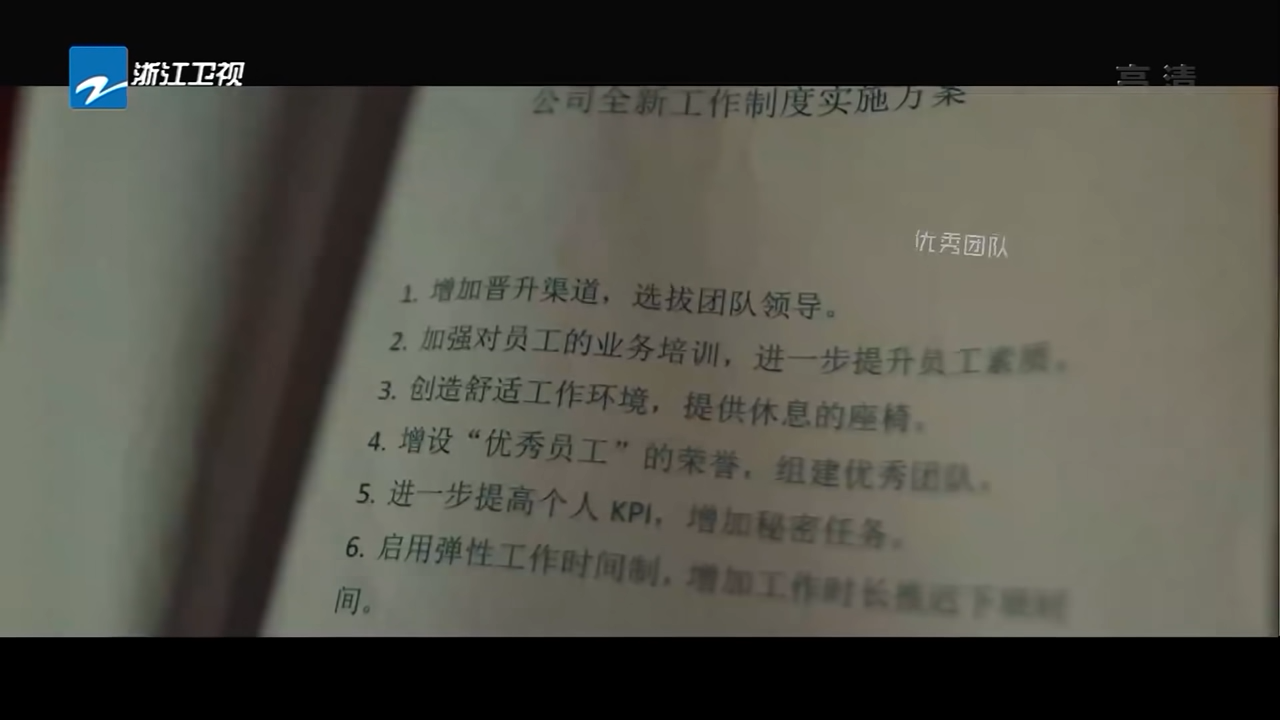 浙江卫视
高清
公司全新工作制度实施方案
优秀团队
1. 增加晋升渠道，选拔团队领导。
2. 加强对员工的业务培训，进一步提升员工素质。
3. 创造舒适工作环境，提供休息的座椅。
4. 增设“优秀员工”的荣誉，组建优秀团队。
5. 进一步提高个人 KPI，增加秘密任务。
6. 启用弹性工作时间制，增加工作时长推迟下班时
间。